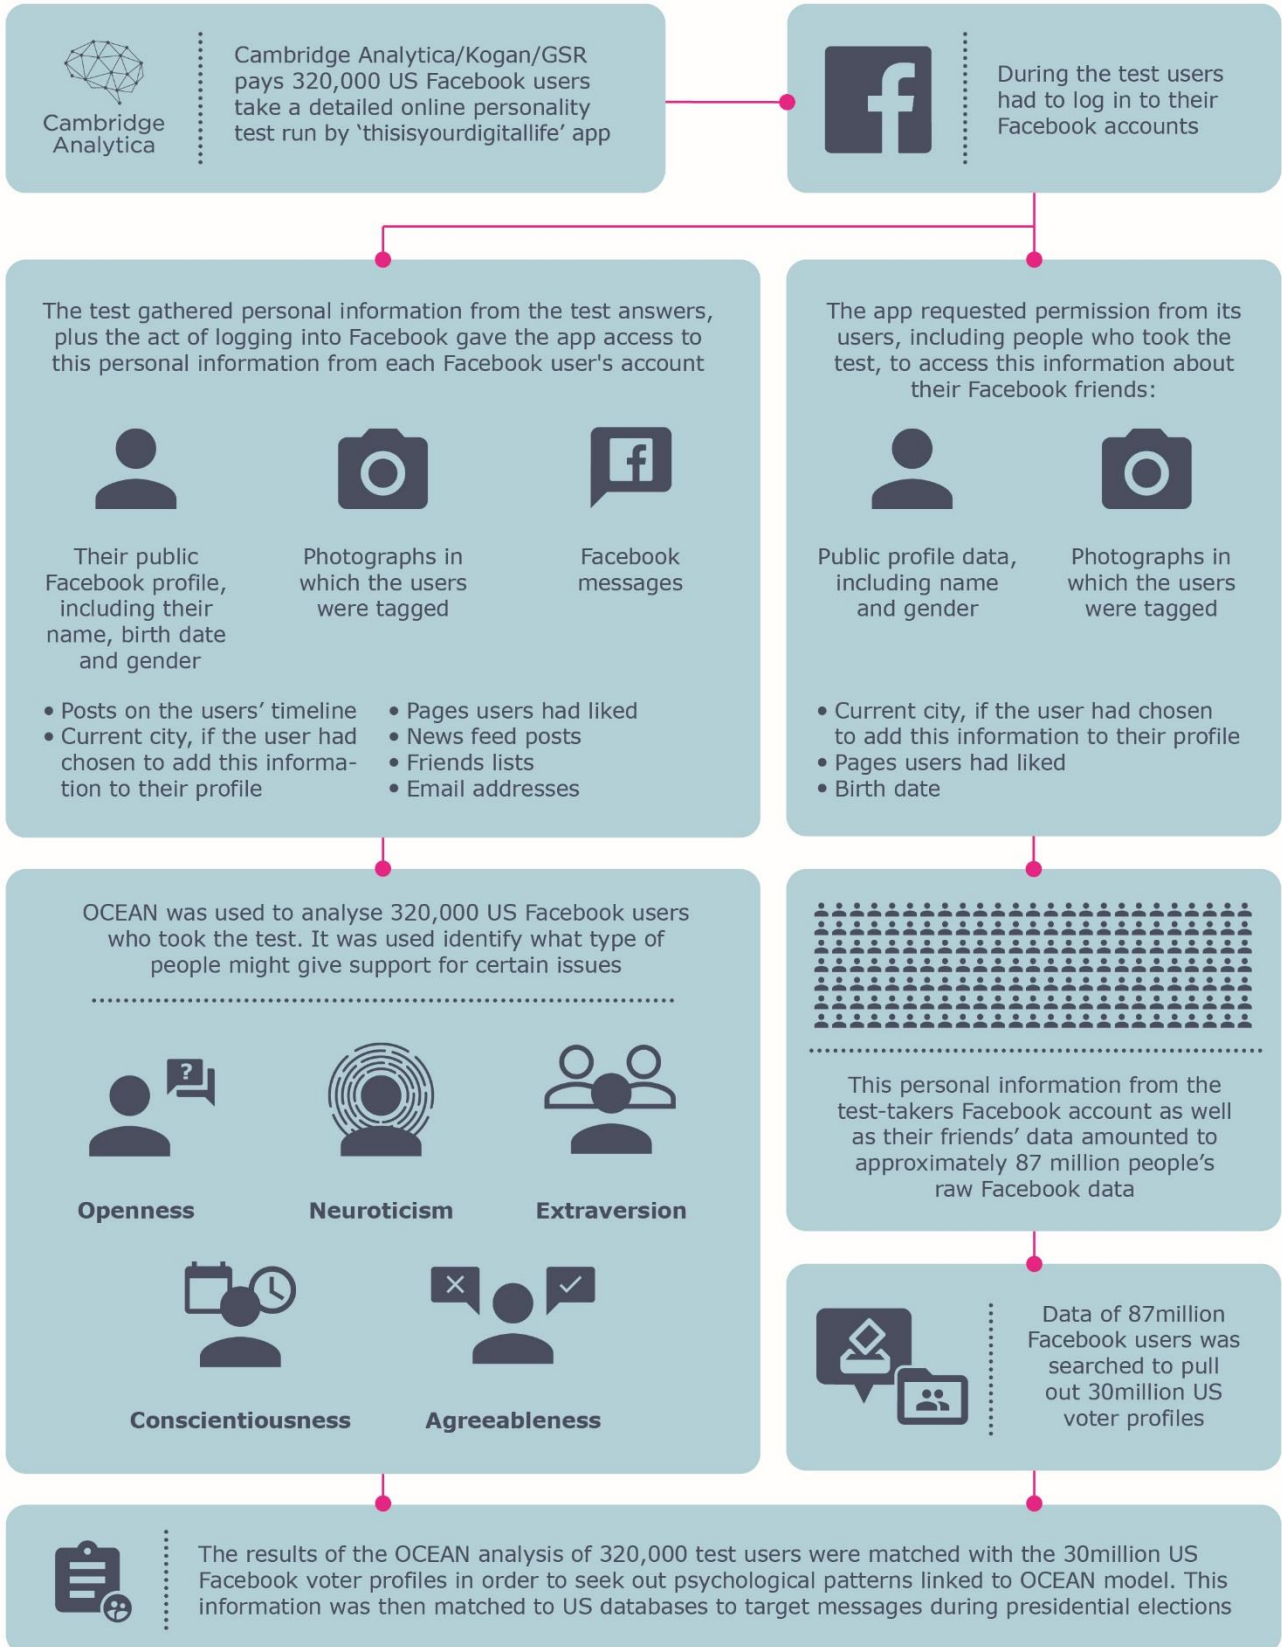 Cambridge
Analytica
Cambridge Analytica/Kogan/GSR
pays 320,000 US Facebook users
take a detailed online personality
test run by ‘thisisyourdigitallife’ app
f
During the test users
had to log in to their
Facebook accounts
The test gathered personal information from the test answers,
plus the act of logging into Facebook gave the app access to
this personal information from each Facebook user's account
f
Their public
Facebook profile,
including their
name, birth date
and gender
Photographs in
which the users
were tagged
Facebook
messages
• Posts on the users’ timeline
• Current city, if the user had
chosen to add this informa-
tion to their profile
• Pages users had liked
• News feed posts
• Friends lists
• Email addresses
The app requested permission from its
users, including people who took the
test, to access this information about
their Facebook friends:
Public profile data,
including name
and gender
Photographs in
which the users
were tagged
• Current city, if the user had chosen
to add this information to their profile
• Pages users had liked
• Birth date
OCEAN was used to analyse 320,000 US Facebook users
who took the test. It was used identify what type of
people might give support for certain issues
?
Openness
Neuroticism
Extraversion
Conscientiousness
Agreeableness
This personal information from the
test-takers Facebook account as well
as their friends’ data amounted to
approximately 87 million people’s
raw Facebook data
Data of 87million
Facebook users was
searched to pull
out 30million US
voter profiles
The results of the OCEAN analysis of 320,000 test users were matched with the 30million US
Facebook voter profiles in order to seek out psychological patterns linked to OCEAN model. This
information was then matched to US databases to target messages during presidential elections